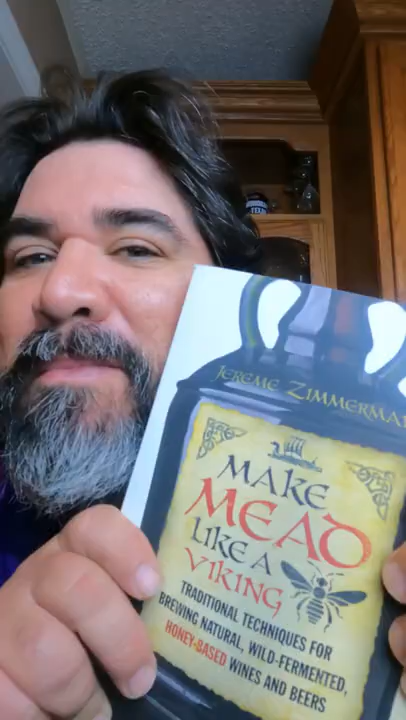 JEREME ZIMMERMA
MAKE
MEAD
LIKE A
VIKING
TRADITIONAL TECHNIQUES FOR
BREWING NATURAL, WILD-FERMENTED,
HONEY-BASED WINES AND BEERS